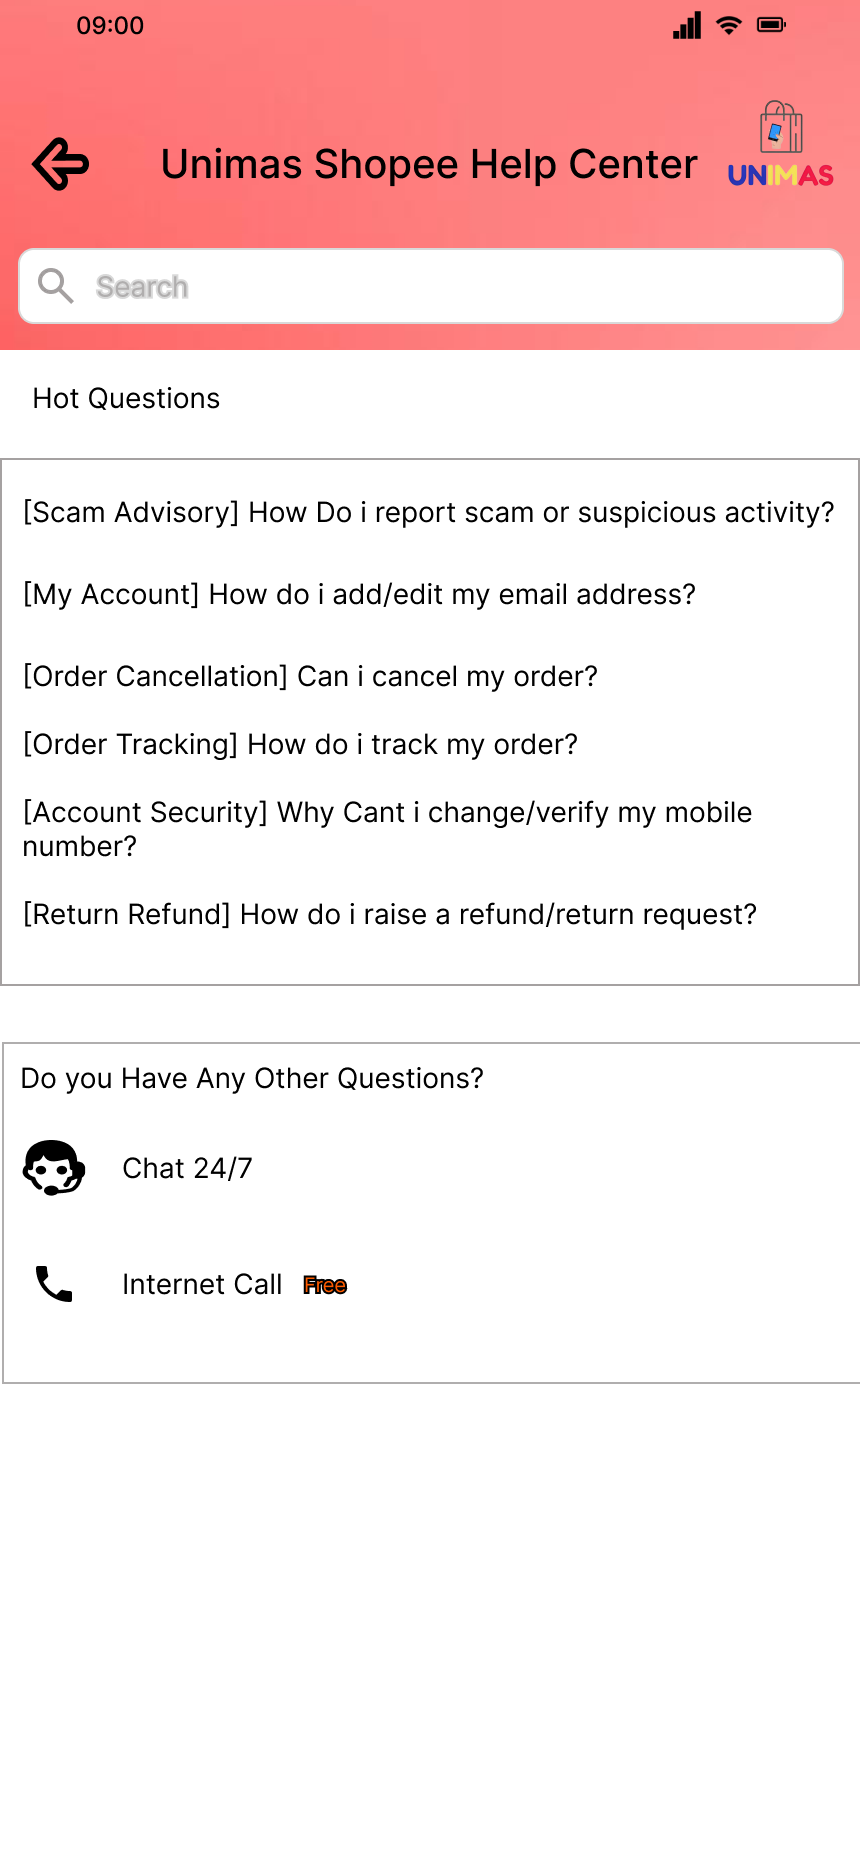 09:00
Unimas Shopee Help Center
UNIMAS
Search
Hot Questions
[Scam Advisory] How Do i report scam or suspicious activity?
[My Account] How do i add/edit my email address?
[Order Cancellation] Can i cancel my order?
[Order Tracking] How do i track my order?
[Account Security] Why Cant i change/verify my mobile
number?
[Return Refund] How do i raise a refund/return request?
Do you Have Any Other Questions?
Chat 24/7
Internet Call Free